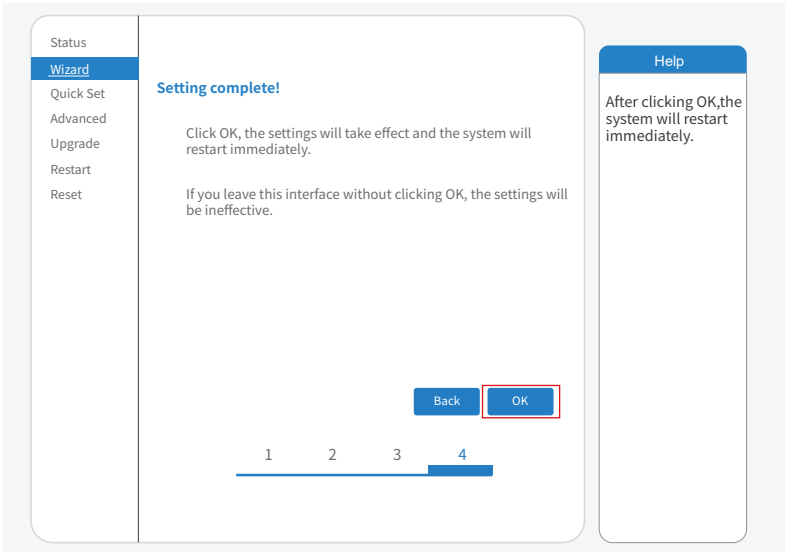 Status
Wizard
Quick Set
Advanced
Upgrade
Restart
Reset
Setting complete!
Click OK, the settings will take effect and the system will
restart immediately.
If you leave this interface without clicking OK, the settings will
be ineffective.
Back
OK
1 2 3 4
Help
After clicking OK,the
system will restart
immediately.